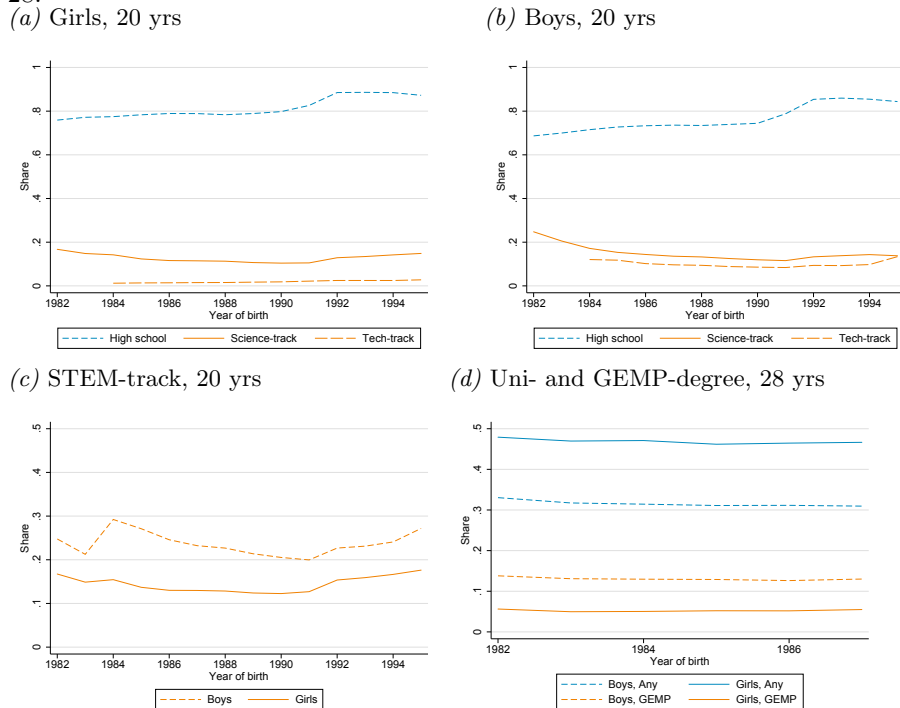 28.
(a) Girls, 20 yrs
1
.8
.6
.4
.2
0
Share
1982 1984 1986 1988 1990 1992 1994
Year of birth
High school Science-track Tech-track
(b) Boys, 20 yrs
1
.8
.6
.4
.2
0
Share
1982 1984 1986 1988 1990 1992 1994
Year of birth
High school Science-track Tech-track
(c) STEM-track, 20 yrs
.5
.4
.3
.2
.1
0
Share
1982 1984 1986 1988 1990 1992 1994
Year of birth
Boys Girls
(d) Uni- and GEMP-degree, 28 yrs
.5
.4
.3
.2
.1
0
Share
1982 1984 1986
Year of birth
Boys, Any Girls, Any
Boys, GEMP Girls, GEMP